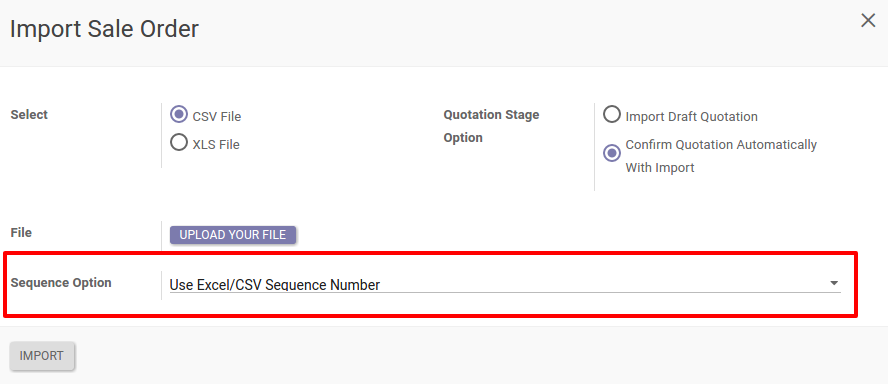 Import Sale Order
Select
CSV File
XLS File
Quotation Stage
Option
Import Draft Quotation
Confirm Quotation Automatically
With Import
File
UPLOAD YOUR FILE
Sequence Option
Use Excel/CSV Sequence Number
IMPORT